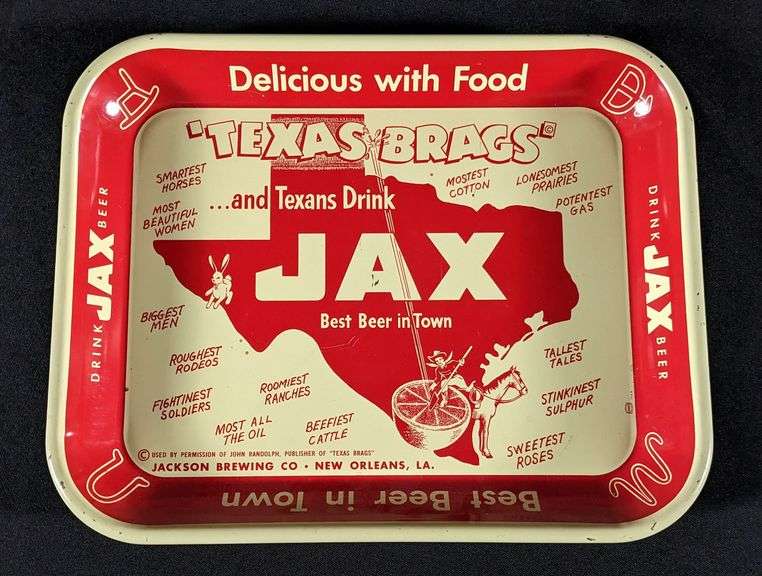 Delicious with Food
"TEXAS BRAGS" ©
...and Texans Drink
JAX
Best Beer in Town
SMARTEST
HORSES
MOST
BEAUTIFUL
WOMEN
MOSTEST
COTTON
LONESOMEST
PRAIRIES
POTENTEST
GAS
BIGGEST
MEN
ROUGHEST
RODEOS
FIGHTINEST
SOLDIERS
ROOMIEST
RANCHES
MOST ALL
THE OIL
BEEFIEST
CATTLE
TALLEST
TALES
STINKINEST
SULPHUR
SWEETEST
ROSES
© USED BY PERMISSION OF JOHN RANDOLPH, PUBLISHER OF "TEXAS BRAGS"
JACKSON BREWING CO • NEW ORLEANS, LA.
DRINK JAX BEER
DRINK JAX BEER
Best Beer in Town